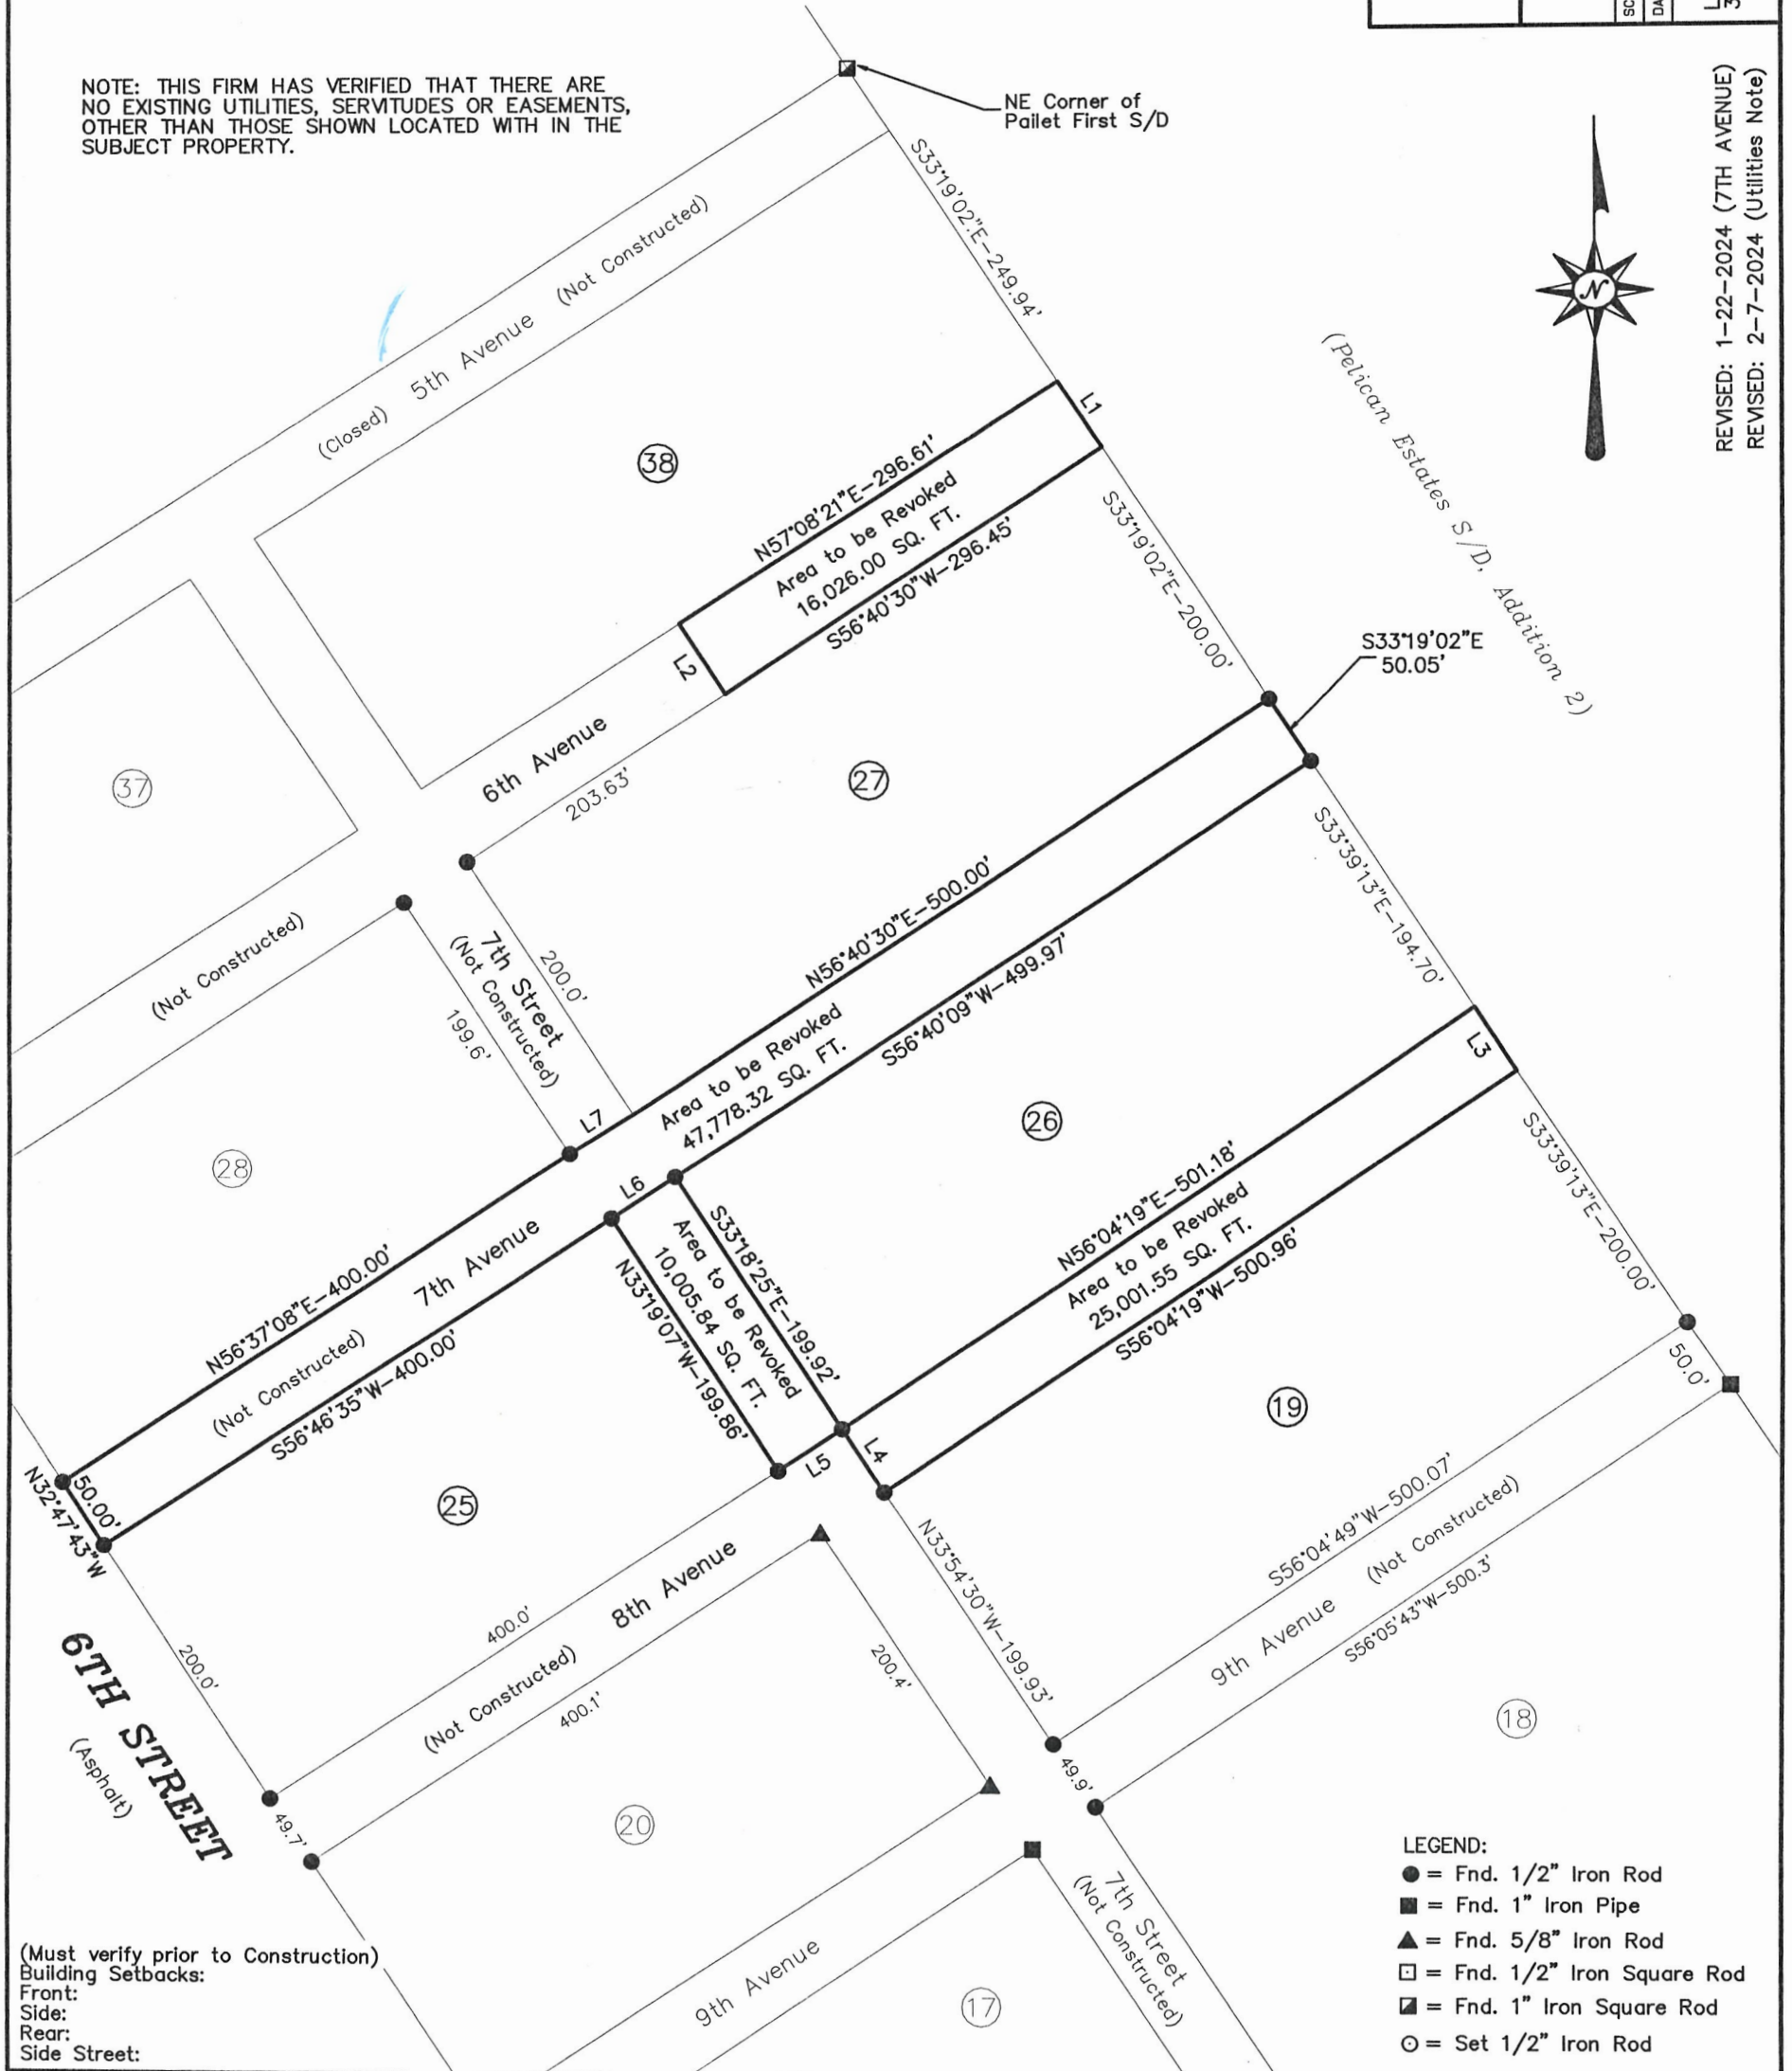 SC
DA
NOTE: THIS FIRM HAS VERIFIED THAT THERE ARE
NO EXISTING UTILITIES, SERVITUDES OR EASEMENTS,
OTHER THAN THOSE SHOWN LOCATED WITH IN THE
SUBJECT PROPERTY.
NE Corner of
Pailet First S/D
REVISED: 1-22-2024 (7TH AVENUE)
REVISED: 2-7-2024 (Utilities Note)
N
S33°19'02"E-249.94'
(Closed) 5th Avenue (Not Constructed)
(Pelican Estates S/D, Addition 2)
38
L1
N57°08'21"E-296.61'
Area to be Revoked
16,026.00 SQ. FT.
S56°40'30"W-296.45'
L2
S33°19'02"E-200.00'
S33°19'02"E
50.05'
37
6th Avenue
203.63'
27
(Not Constructed)
7th Street
(Not Constructed)
200.0'
199.6'
N56°40'30"E-500.00'
Area to be Revoked
47,778.32 SQ. FT.
S56°40'09"W-499.97'
S33°39'13"E-194.70'
L3
28
L7
L6
26
7th Avenue
N56°37'08"E-400.00'
(Not Constructed)
S56°46'35"W-400.00'
S33°18'25"E-199.92'
Area to be Revoked
10,005.84 SQ. FT.
N33°19'07"W-199.86'
N56°04'19"E-501.18'
Area to be Revoked
25,001.55 SQ. FT.
S56°04'19"W-500.96'
S33°39'13"E-200.00'
50.0'
L5
L4
19
50.00'
N32°47'43"W
25
8th Avenue
400.0'
(Not Constructed)
400.1'
200.4'
N33°54'30"W-199.93'
S56°04'49"W-500.07'
9th Avenue (Not Constructed)
S56°05'43"W-500.3'
18
6TH STREET
(Asphalt)
200.0'
49.7'
20
49.9'
7th Street
(Not Constructed)
9th Avenue
17
(Must verify prior to Construction)
Building Setbacks:
Front:
Side:
Rear:
Side Street:
LEGEND:
= Fnd. 1/2" Iron Rod
= Fnd. 1" Iron Pipe
= Fnd. 5/8" Iron Rod
= Fnd. 1/2" Iron Square Rod
= Fnd. 1" Iron Square Rod
= Set 1/2" Iron Rod